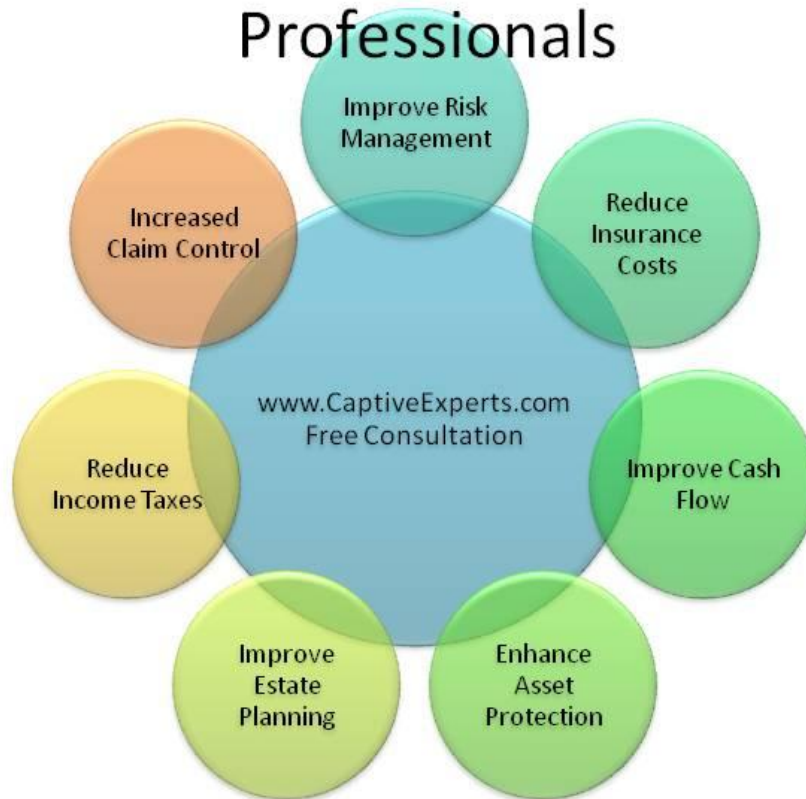 Professionals
Improve Risk
Management
Reduce
Insurance
Costs
Improve Cash
Flow
Enhance
Asset
Protection
Improve
Estate
Planning
Reduce
Income Taxes
Increased
Claim Control
www.CaptiveExperts.com
Free Consultation